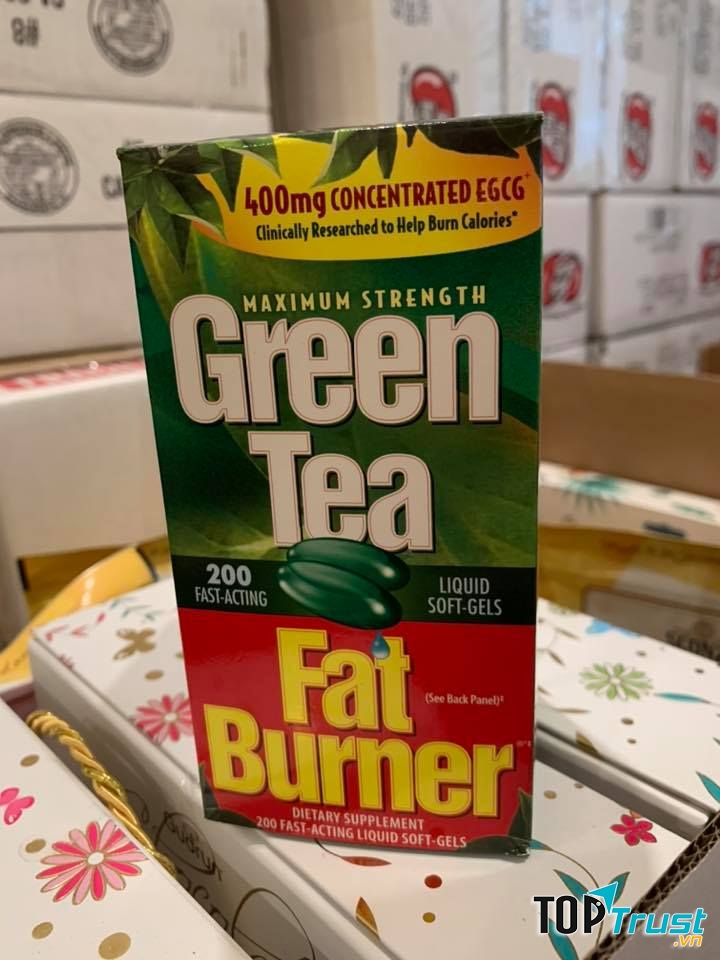 400mg CONCENTRATED EGCG†
Clinically Researched to Help Burn Calories*
MAXIMUM STRENGTH
Green
Tea
200
FAST-ACTING
LIQUID
SOFT-GELS
Fat
(See Back Panel)‡
Burner
DIETARY SUPPLEMENT
200 FAST-ACTING LIQUID SOFT-GELS
TOPTrust
.vn